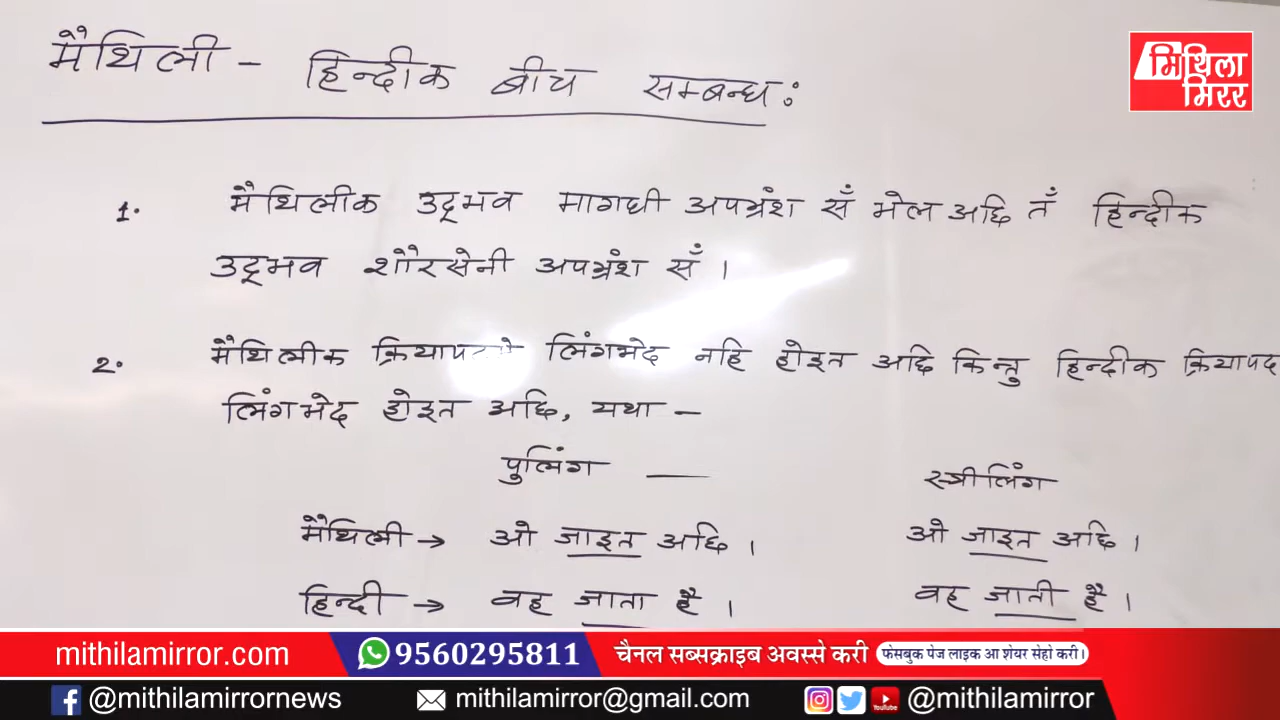 मैथिली - हिन्दीक बीच सम्बन्ध:
मिथिला
मिरर
1. मैथिलीक उद्भव मागधी अपभ्रंश सँ भेल अछि तँ हिन्दीक
उद्भव शौरसेनी अपभ्रंश सँ ।
2. मैथिलीक लिंगभेद नहि होइत अछि किन्तु हिन्दीक क्रियापद
लिंगभेद होइत अछि, यथा -
पुलिंग — स्त्रीलिंग
मैथिली → ओ जाइत अछि । ओ जाइत अछि ।
हिन्दी → वह जाता है । वह जाती है ।
mithilamirror.com 9560295811 चैनल सब्सक्राइब अवस्से करी फेसबुक पेज लाइक आ शेयर सेहो करी।
@mithilamirrornews mithilamirror@gmail.com YouTube @mithilamirror